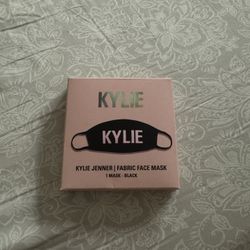 KYLIE
KYLIE
KYLIE JENNER | FABRIC FACE MASK
1 MASK - BLACK